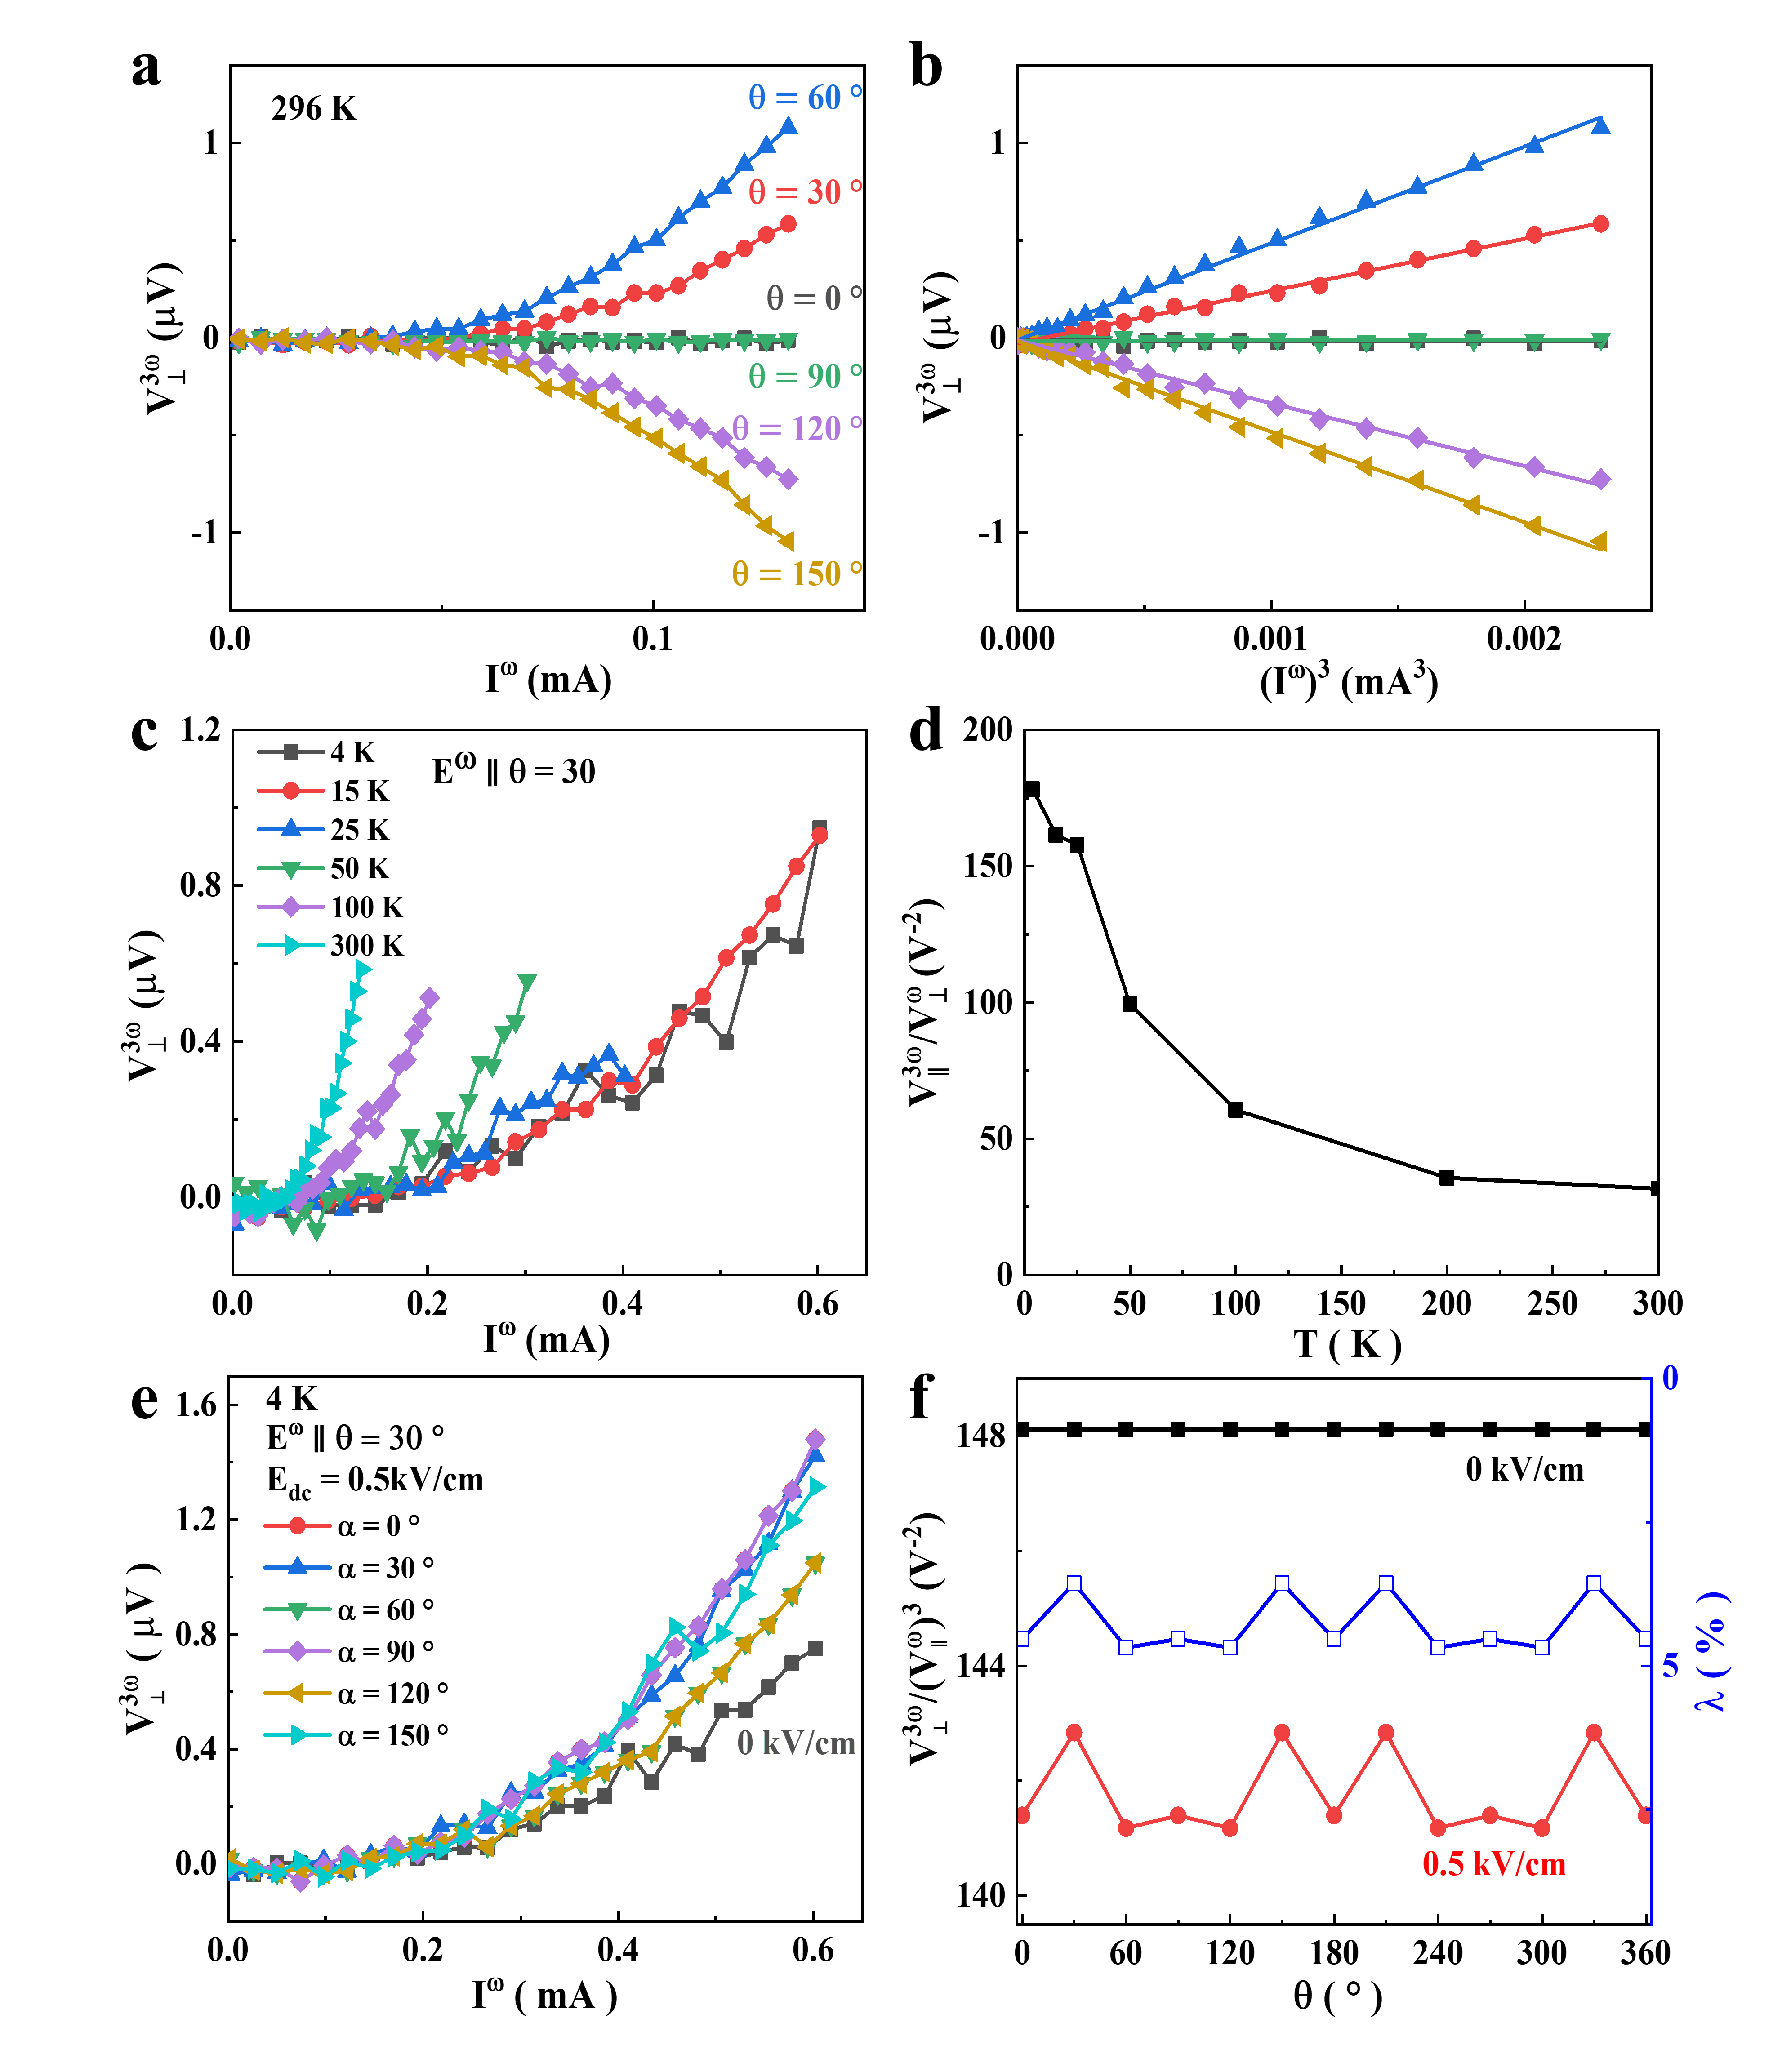 a
296 K
θ = 60 °
θ = 30 °
θ = 0 °
θ = 90 °
θ = 120 °
θ = 150 °
1
0
-1
V⊥³ω (μV)
0.0
0.1
Iω (mA)
b
1
0
-1
V⊥³ω (μV)
0.000
0.001
0.002
(Iω)³ (mA³)
c
4 K
15 K
25 K
50 K
100 K
300 K
Eω ∥ θ = 30
1.2
0.8
0.4
0.0
V⊥³ω (μV)
0.0
0.2
0.4
0.6
Iω (mA)
d
200
150
100
50
0
V∥³ω/V⊥ω (V⁻²)
0
50
100
150
200
250
300
T ( K )
e
4 K
Eω ∥ θ = 30 °
Edc = 0.5kV/cm
α = 0 °
α = 30 °
α = 60 °
α = 90 °
α = 120 °
α = 150 °
0 kV/cm
1.6
1.2
0.8
0.4
0.0
V⊥³ω ( μV )
0.0
0.2
0.4
0.6
Iω ( mA )
f
148
144
140
V⊥³ω/(V∥ω)³ (V⁻²)
0 kV/cm
0.5 kV/cm
0
5
λ ( % )
0
60
120
180
240
300
360
θ ( ° )